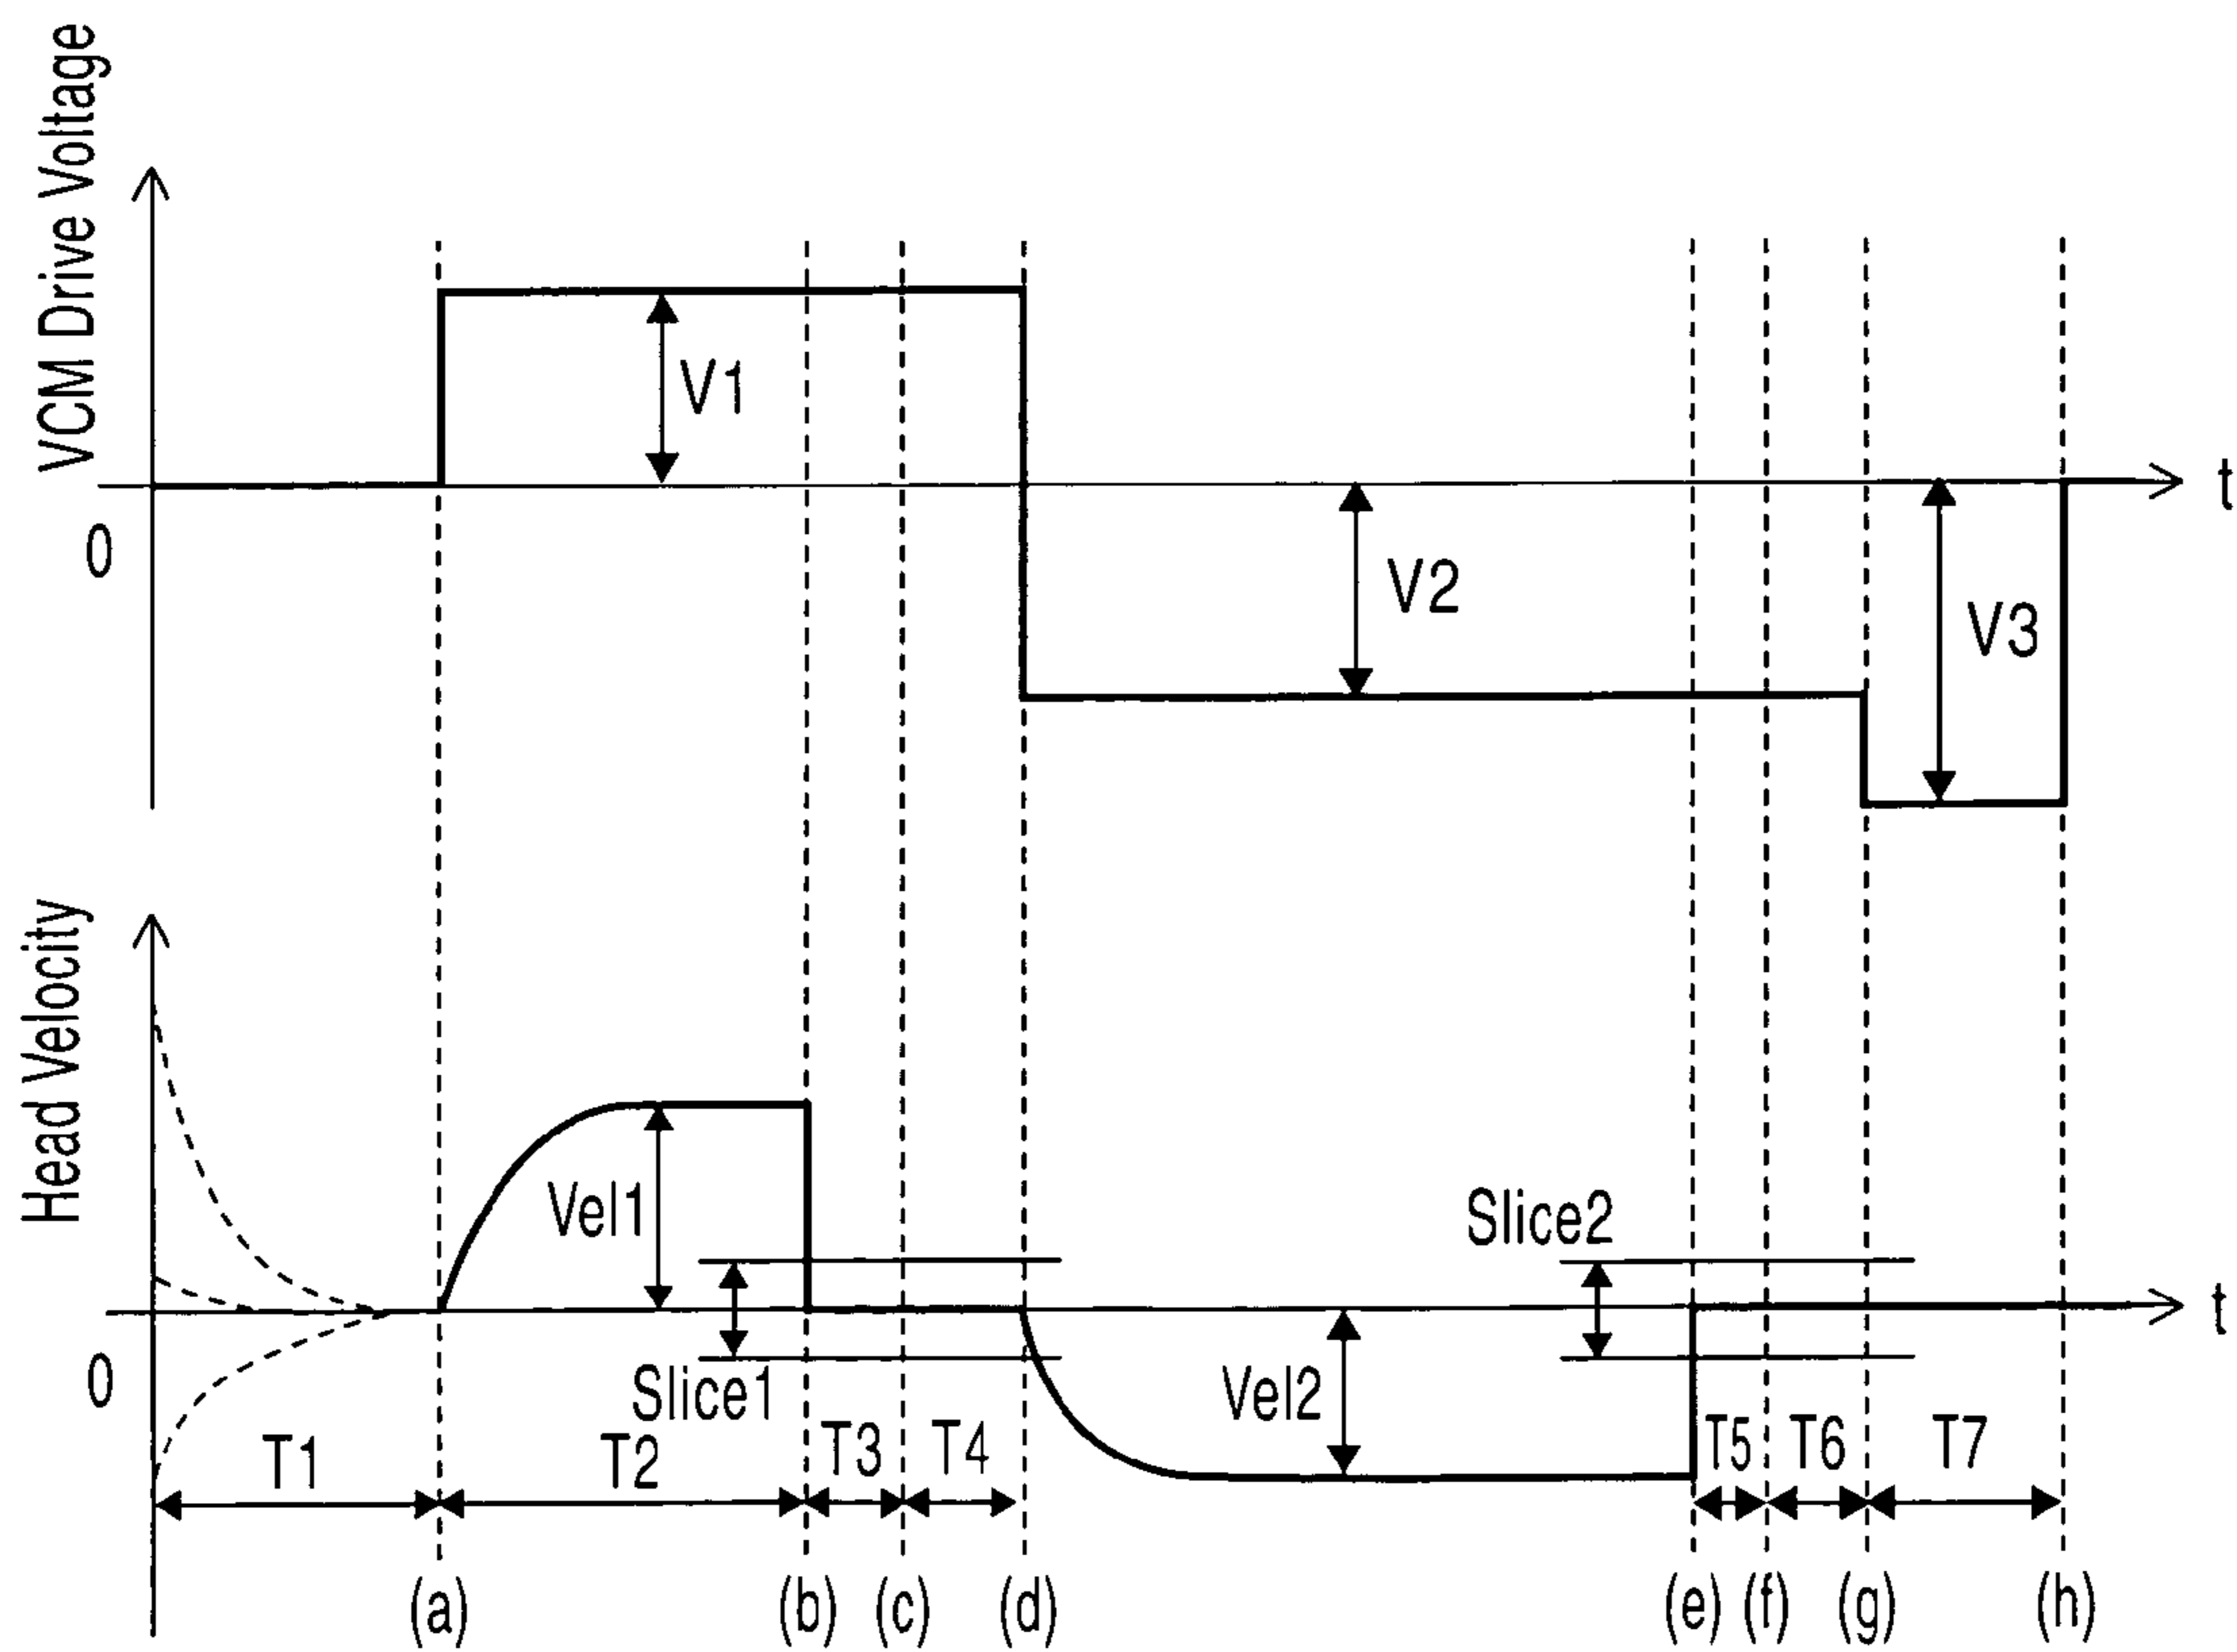 VCM Drive Voltage
V1
t
0
V2
V3
Head Velocity
Vel1
Slice2
t
0
Slice1
Vel2
T1
T2
T3
T4
T5
T6
T7
(a)
(b)
(c)
(d)
(e)
(f)
(g)
(h)